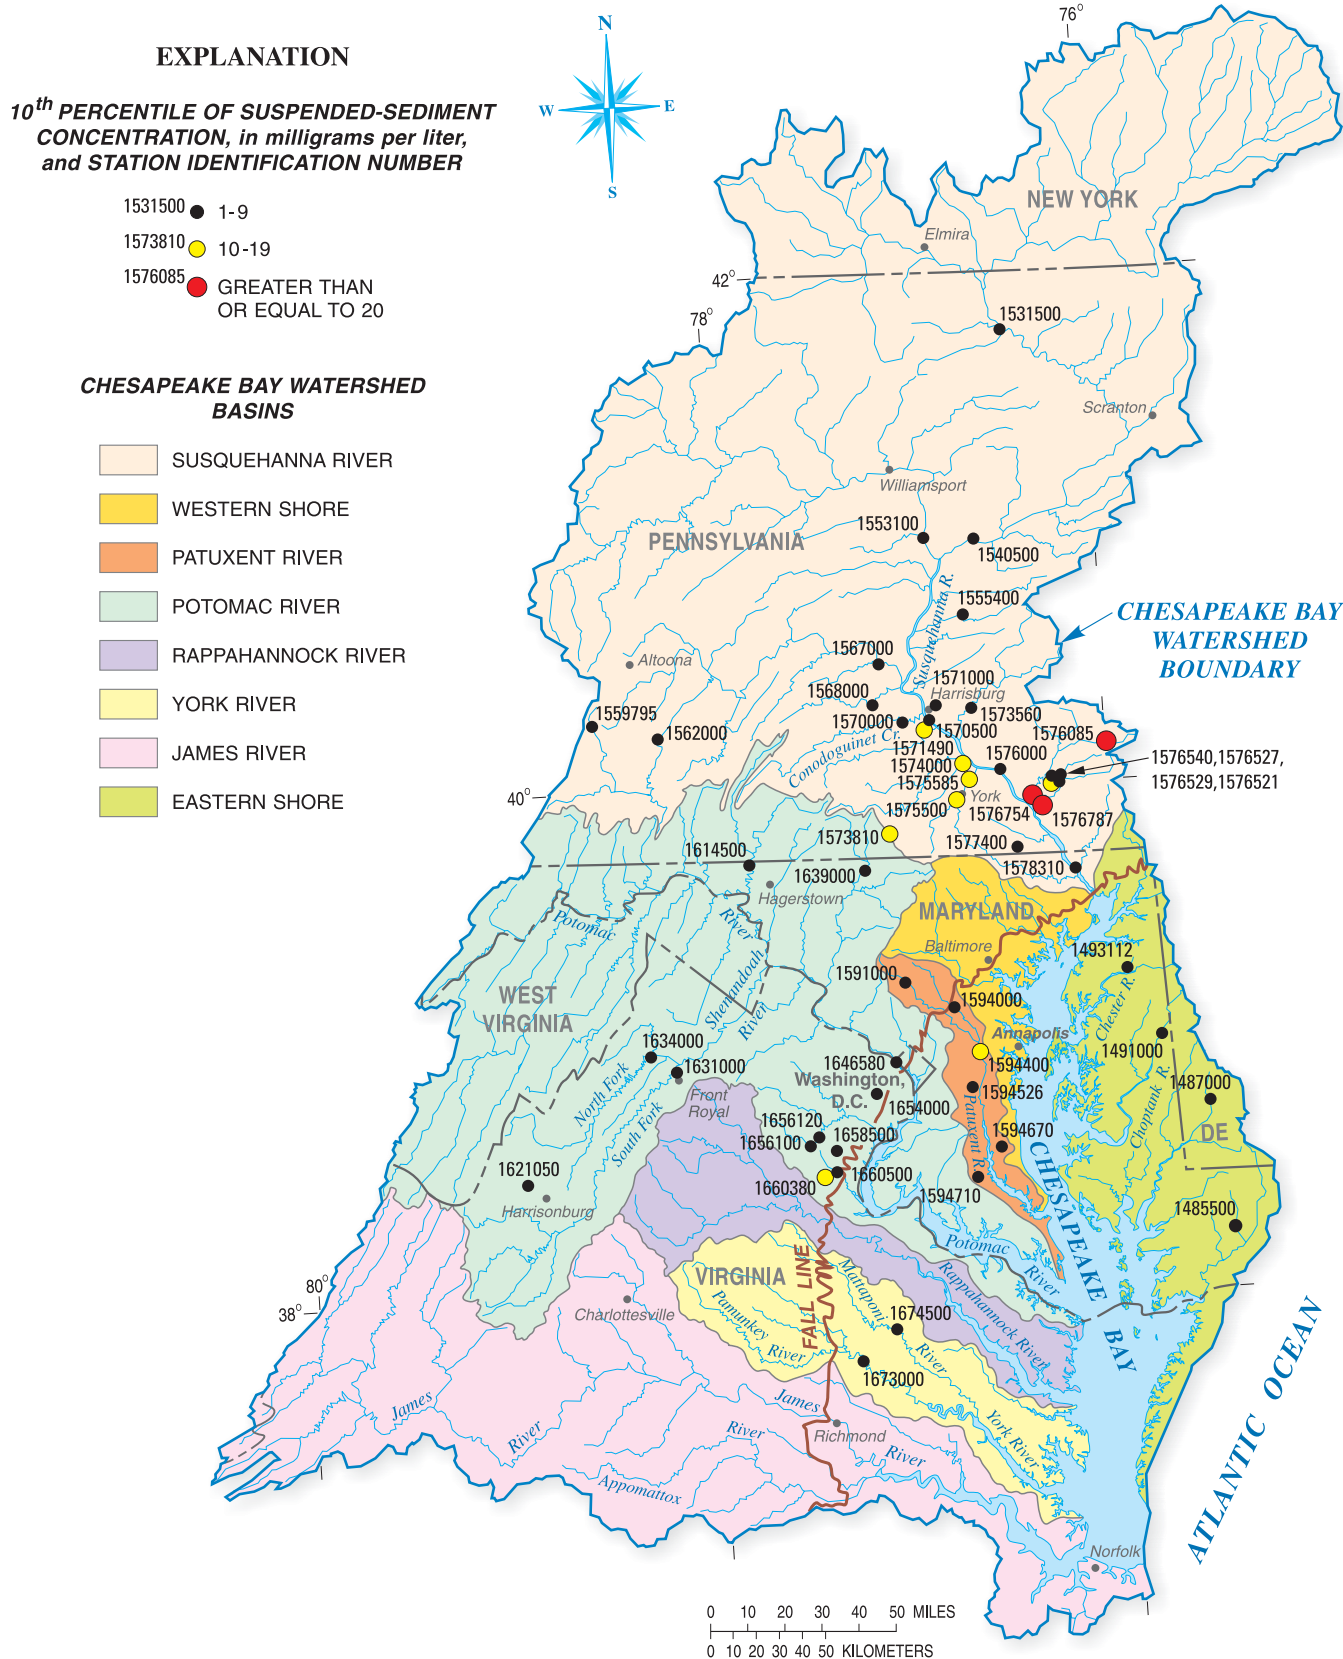 EXPLANATION
10th PERCENTILE OF SUSPENDED-SEDIMENT
CONCENTRATION, in milligrams per liter,
and STATION IDENTIFICATION NUMBER
1531500 1-9
1573810 10-19
1576085 GREATER THAN
OR EQUAL TO 20
CHESAPEAKE BAY WATERSHED
BASINS
SUSQUEHANNA RIVER
WESTERN SHORE
PATUXENT RIVER
POTOMAC RIVER
RAPPAHANNOCK RIVER
YORK RIVER
JAMES RIVER
EASTERN SHORE
N
W
E
S
76°
NEW YORK
Elmira
42°
78°
1531500
Scranton
Williamsport
1553100
PENNSYLVANIA
1540500
Susquehanna R.
1555400
CHESAPEAKE BAY
WATERSHED
BOUNDARY
1567000
Altoona
1571000
1568000
Harrisburg
1573560
1559795
1562000
1570000
1570500
1576085
Conodoguinet Cr.
1571490
1576000
1576540,1576527,
1576529,1576521
1574000
1575585
40°
York
1575500
1576754
1576787
1573810
1577400
1614500
1639000
1578310
Hagerstown
MARYLAND
Potomac
River
Baltimore
1493112
Shenandoah
River
1591000
Chester R.
WEST
VIRGINIA
1594000
Annapolis
1491000
1634000
1646580
1594400
1631000
Washington,
D.C.
1487000
Front
Royal
1654000
1594526
North Fork
South Fork
Patuxent R.
Choptank R.
1656120
1658500
1594670
DE
1656100
CHESAPEAKE
BAY
1621050
1660500
1660380
1594710
Harrisonburg
1485500
Potomac
River
FALL LINE
VIRGINIA
Mattaponi
River
Rappahannock River
80°
38°
Charlottesville
Pamunkey
River
1674500
1673000
James
River
James
River
Richmond
River
York River
Appomattox
ATLANTIC OCEAN
Norfolk
0 10 20 30 40 50 MILES
0 10 20 30 40 50 KILOMETERS